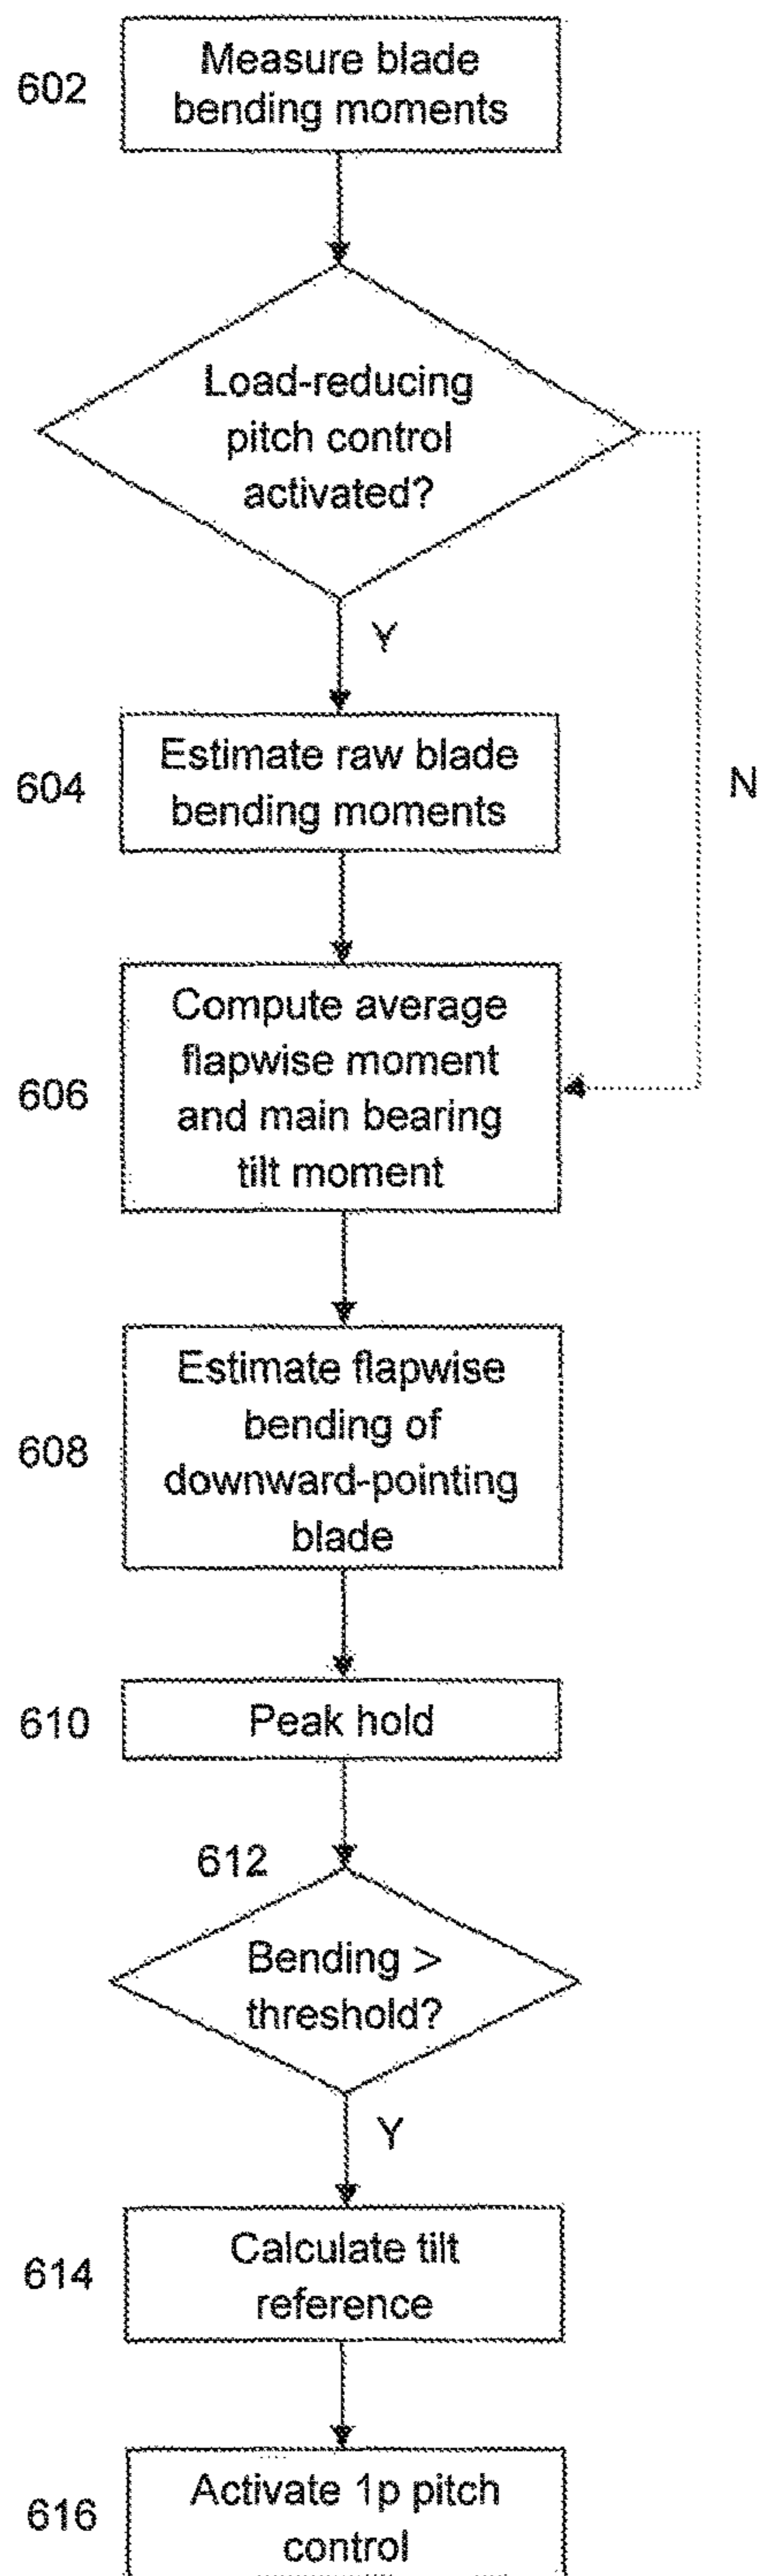 602
Measure blade
bending moments
Load-reducing
pitch control
activated?
Y
N
604
Estimate raw blade
bending moments
606
Compute average
flapwise moment
and main bearing
tilt moment
608
Estimate flapwise
bending of
downward-pointing
blade
610
Peak hold
612
Bending >
threshold?
Y
614
Calculate tilt
reference
616
Activate 1p pitch
control